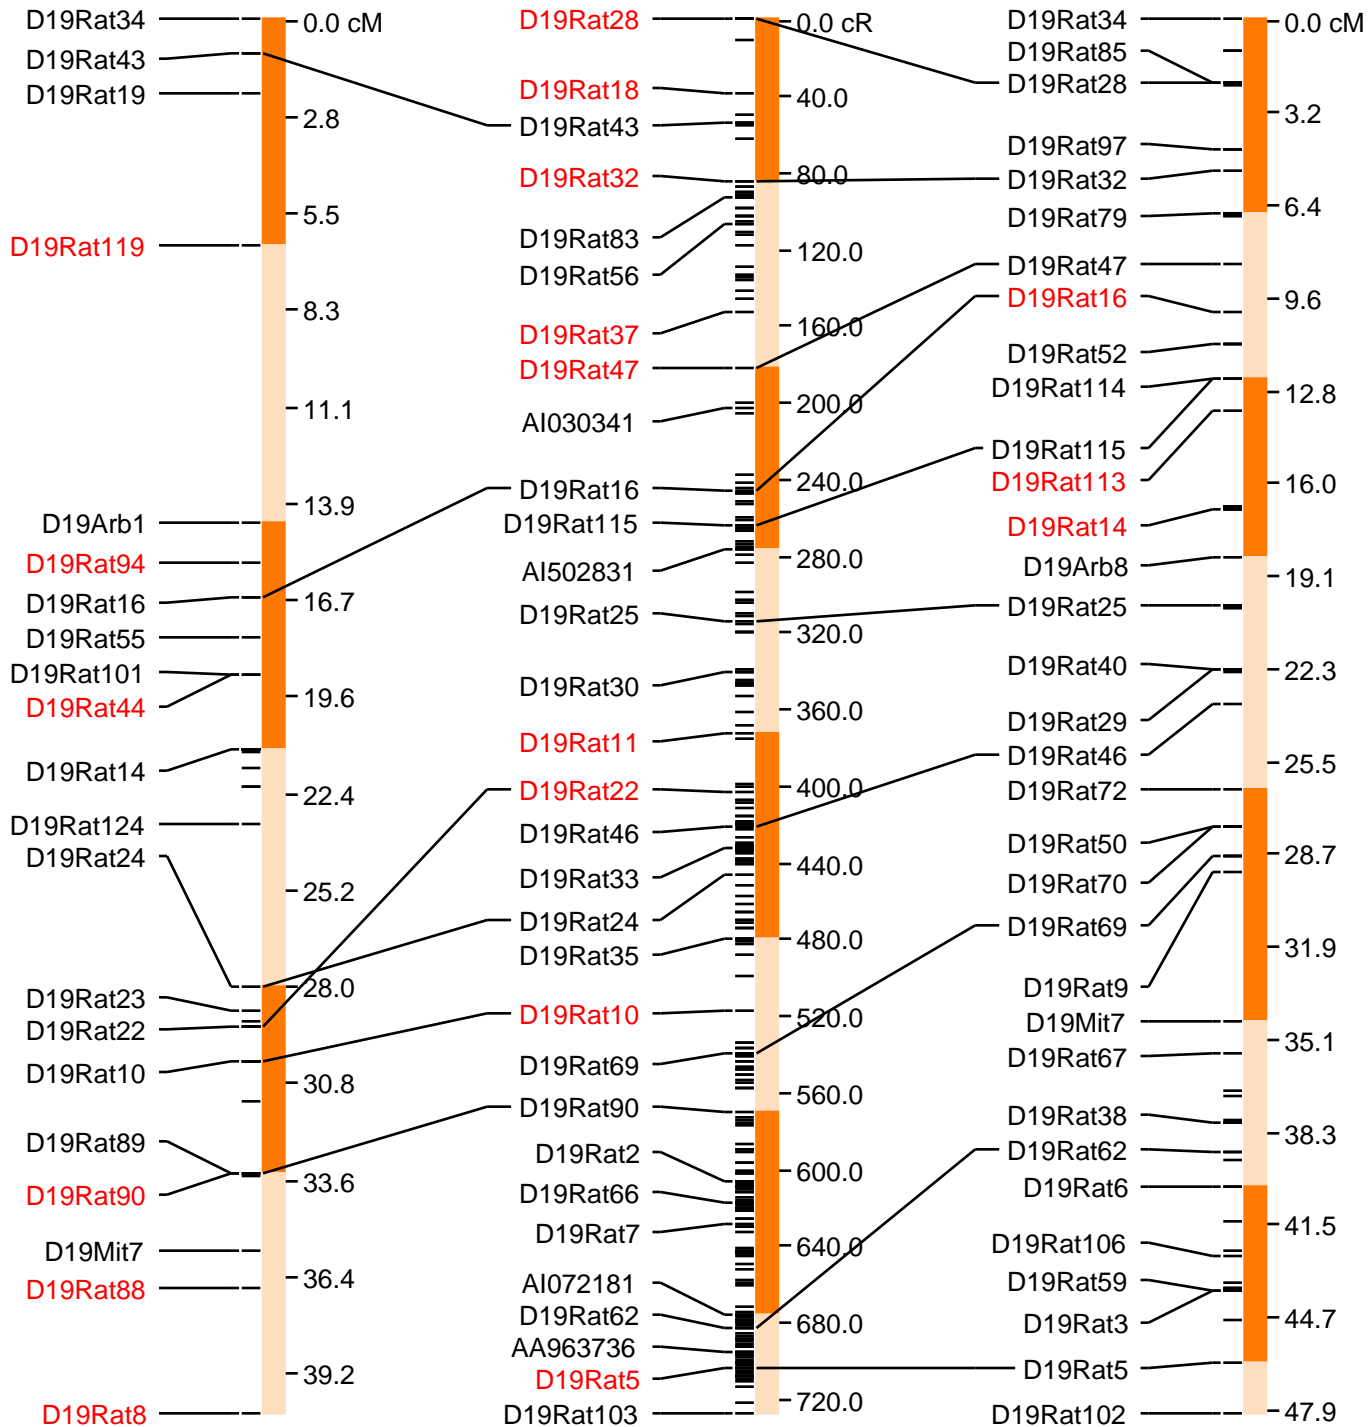 D19Rat34
D19Rat43
D19Rat19
D19Rat119
D19Arb1
D19Rat94
D19Rat16
D19Rat55
D19Rat101
D19Rat44
D19Rat14
D19Rat124
D19Rat24
D19Rat23
D19Rat22
D19Rat10
D19Rat89
D19Rat90
D19Mit7
D19Rat88
D19Rat8
0.0 cM
2.8
5.5
8.3
11.1
13.9
16.7
19.6
22.4
25.2
28.0
30.8
33.6
36.4
39.2
D19Rat28
D19Rat18
D19Rat43
D19Rat32
D19Rat83
D19Rat56
D19Rat37
D19Rat47
AI030341
D19Rat16
D19Rat115
AI502831
D19Rat25
D19Rat30
D19Rat11
D19Rat22
D19Rat46
D19Rat33
D19Rat24
D19Rat35
D19Rat10
D19Rat69
D19Rat90
D19Rat2
D19Rat66
D19Rat7
AI072181
D19Rat62
AA963736
D19Rat5
D19Rat103
0.0 cR
40.0
80.0
120.0
160.0
200.0
240.0
280.0
320.0
360.0
400.0
440.0
480.0
520.0
560.0
600.0
640.0
680.0
720.0
D19Rat34
D19Rat85
D19Rat28
D19Rat97
D19Rat32
D19Rat79
D19Rat47
D19Rat16
D19Rat52
D19Rat114
D19Rat115
D19Rat113
D19Rat14
D19Arb8
D19Rat25
D19Rat40
D19Rat29
D19Rat46
D19Rat72
D19Rat50
D19Rat70
D19Rat69
D19Rat9
D19Mit7
D19Rat67
D19Rat38
D19Rat62
D19Rat6
D19Rat106
D19Rat59
D19Rat3
D19Rat5
D19Rat102
0.0 cM
3.2
6.4
9.6
12.8
16.0
19.1
22.3
25.5
28.7
31.9
35.1
38.3
41.5
44.7
47.9